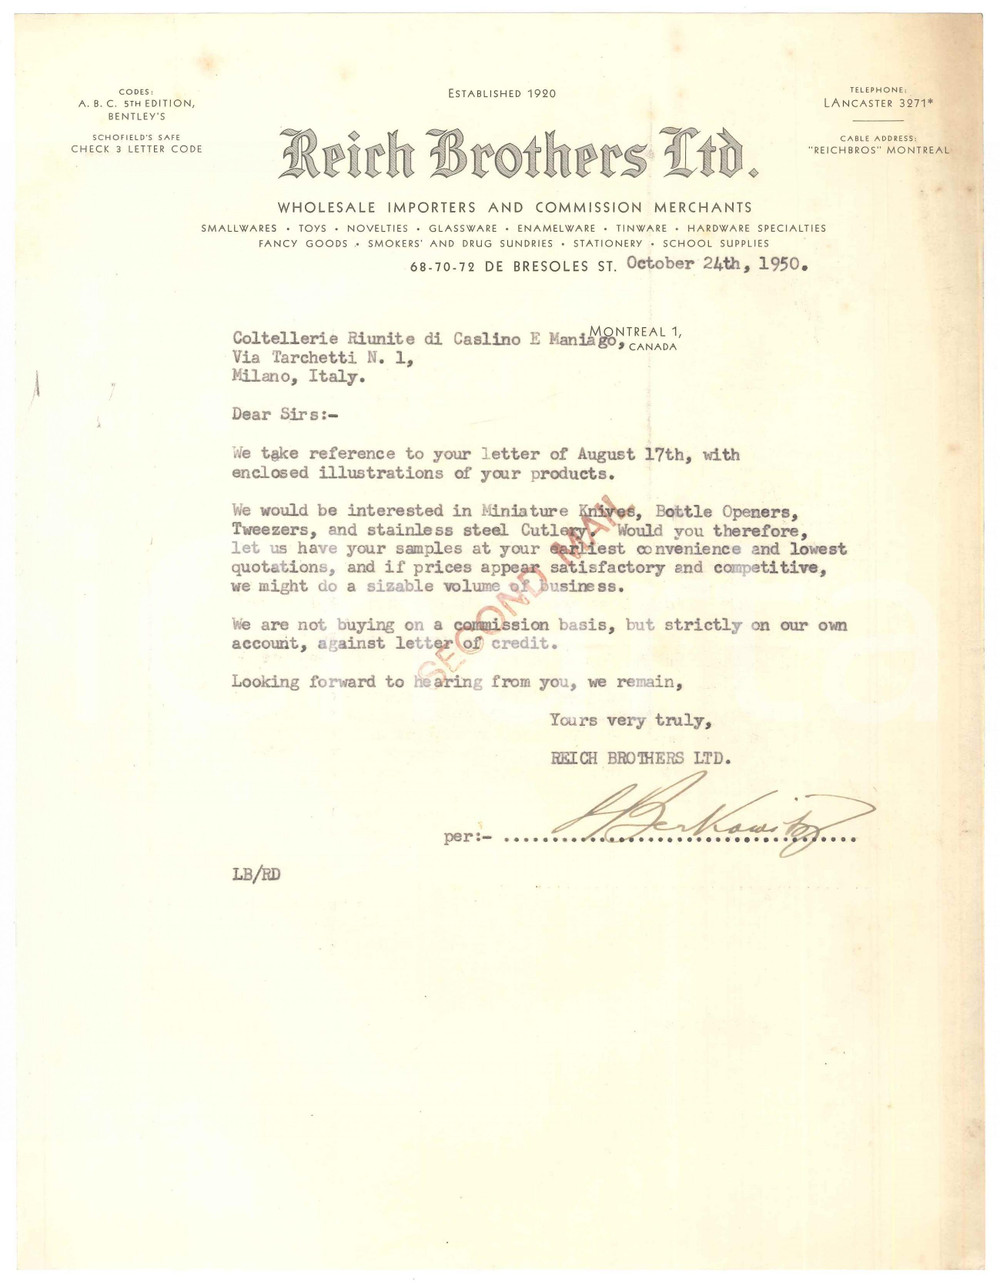 CODES:
A. B. C. 5TH EDITION,
BENTLEY'S
SCHOFIELD'S SAFE
CHECK 3 LETTER CODE
ESTABLISHED 1920
TELEPHONE:
LANCASTER 3271*
CABLE ADDRESS:
"REICHBROS" MONTREAL
Reich Brothers Ltd.
WHOLESALE IMPORTERS AND COMMISSION MERCHANTS
SMALLWARES • TOYS • NOVELTIES • GLASSWARE • ENAMELWARE • TINWARE • HARDWARE SPECIALTIES
FANCY GOODS • SMOKERS' AND DRUG SUNDRIES • STATIONERY • SCHOOL SUPPLIES
68-70-72 DE BRESOLES ST. October 24th, 1950.
MONTREAL 1,
CANADA
Coltellerie Riunite di Caslino E Maniago,
Via Tarchetti N. 1,
Milano, Italy.
Dear Sirs:-
We take reference to your letter of August 17th, with
enclosed illustrations of your products.
We would be interested in Miniature Knives, Bottle Openers,
Tweezers, and stainless steel Cutlery. Would you therefore,
let us have your samples at your earliest convenience and lowest
quotations, and if prices appear satisfactory and competitive,
we might do a sizable volume of business.
SECOND MAIL
We are not buying on a commission basis, but strictly on our own
account, against letter of credit.
Looking forward to hearing from you, we remain,
Yours very truly,
REICH BROTHERS LTD.
per:- Berkowitz
LB/RD